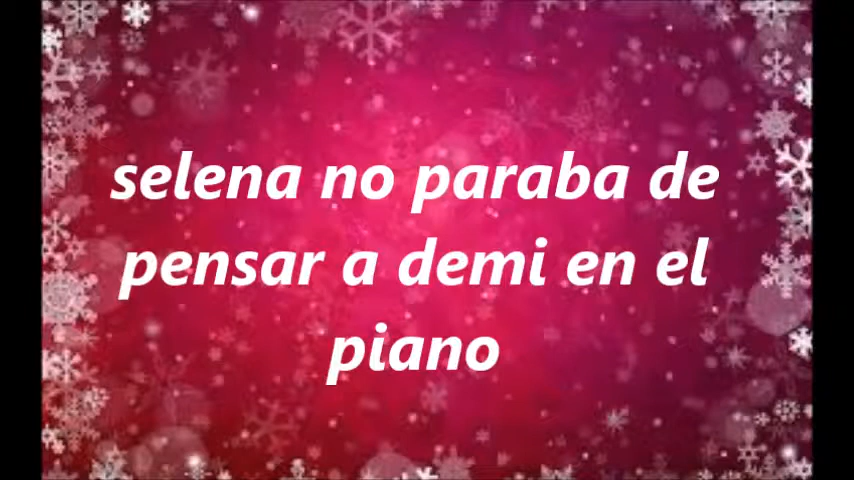 selena no paraba de
pensar a demi en el
piano